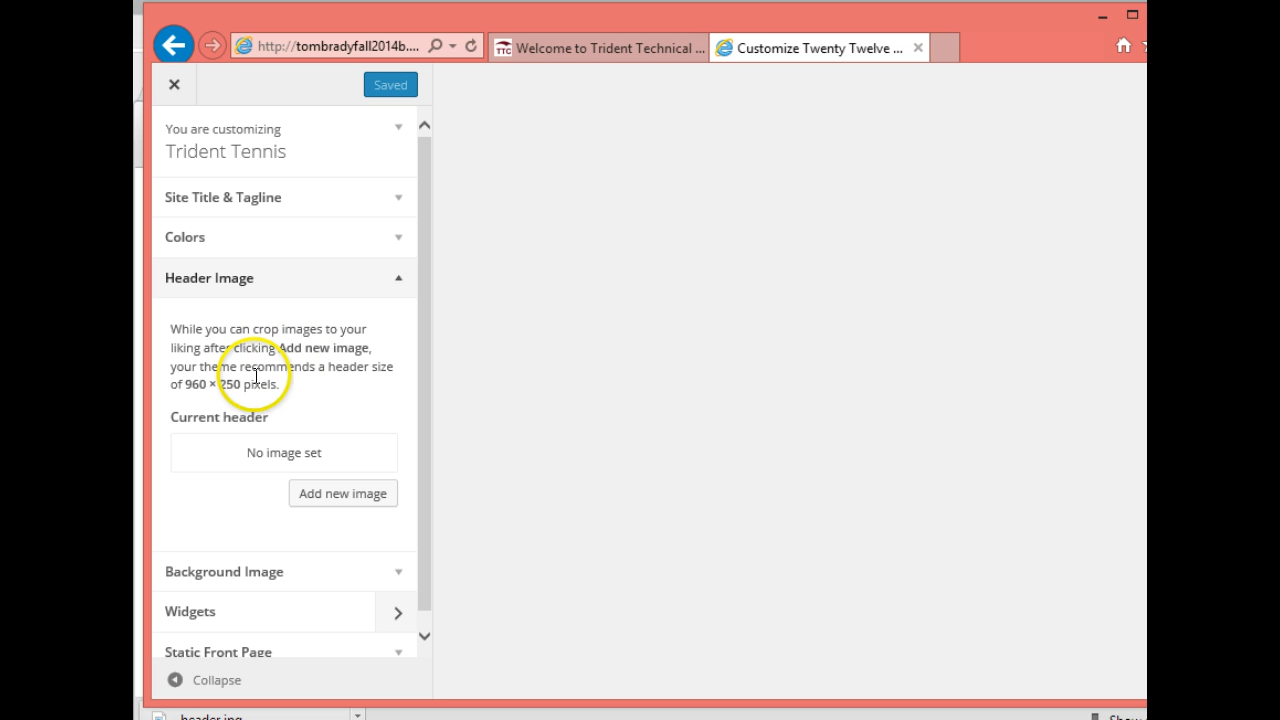 http://tombradyfall2014b....
Welcome to Trident Technical ...
Customize Twenty Twelve ...
Saved
You are customizing
Trident Tennis
Site Title & Tagline
Colors
Header Image
While you can crop images to your
liking after clicking Add new image,
your theme recommends a header size
of 960 × 250 pixels.
Current header
No image set
Add new image
Background Image
Widgets
Static Front Page
Collapse
header.jpg
Show